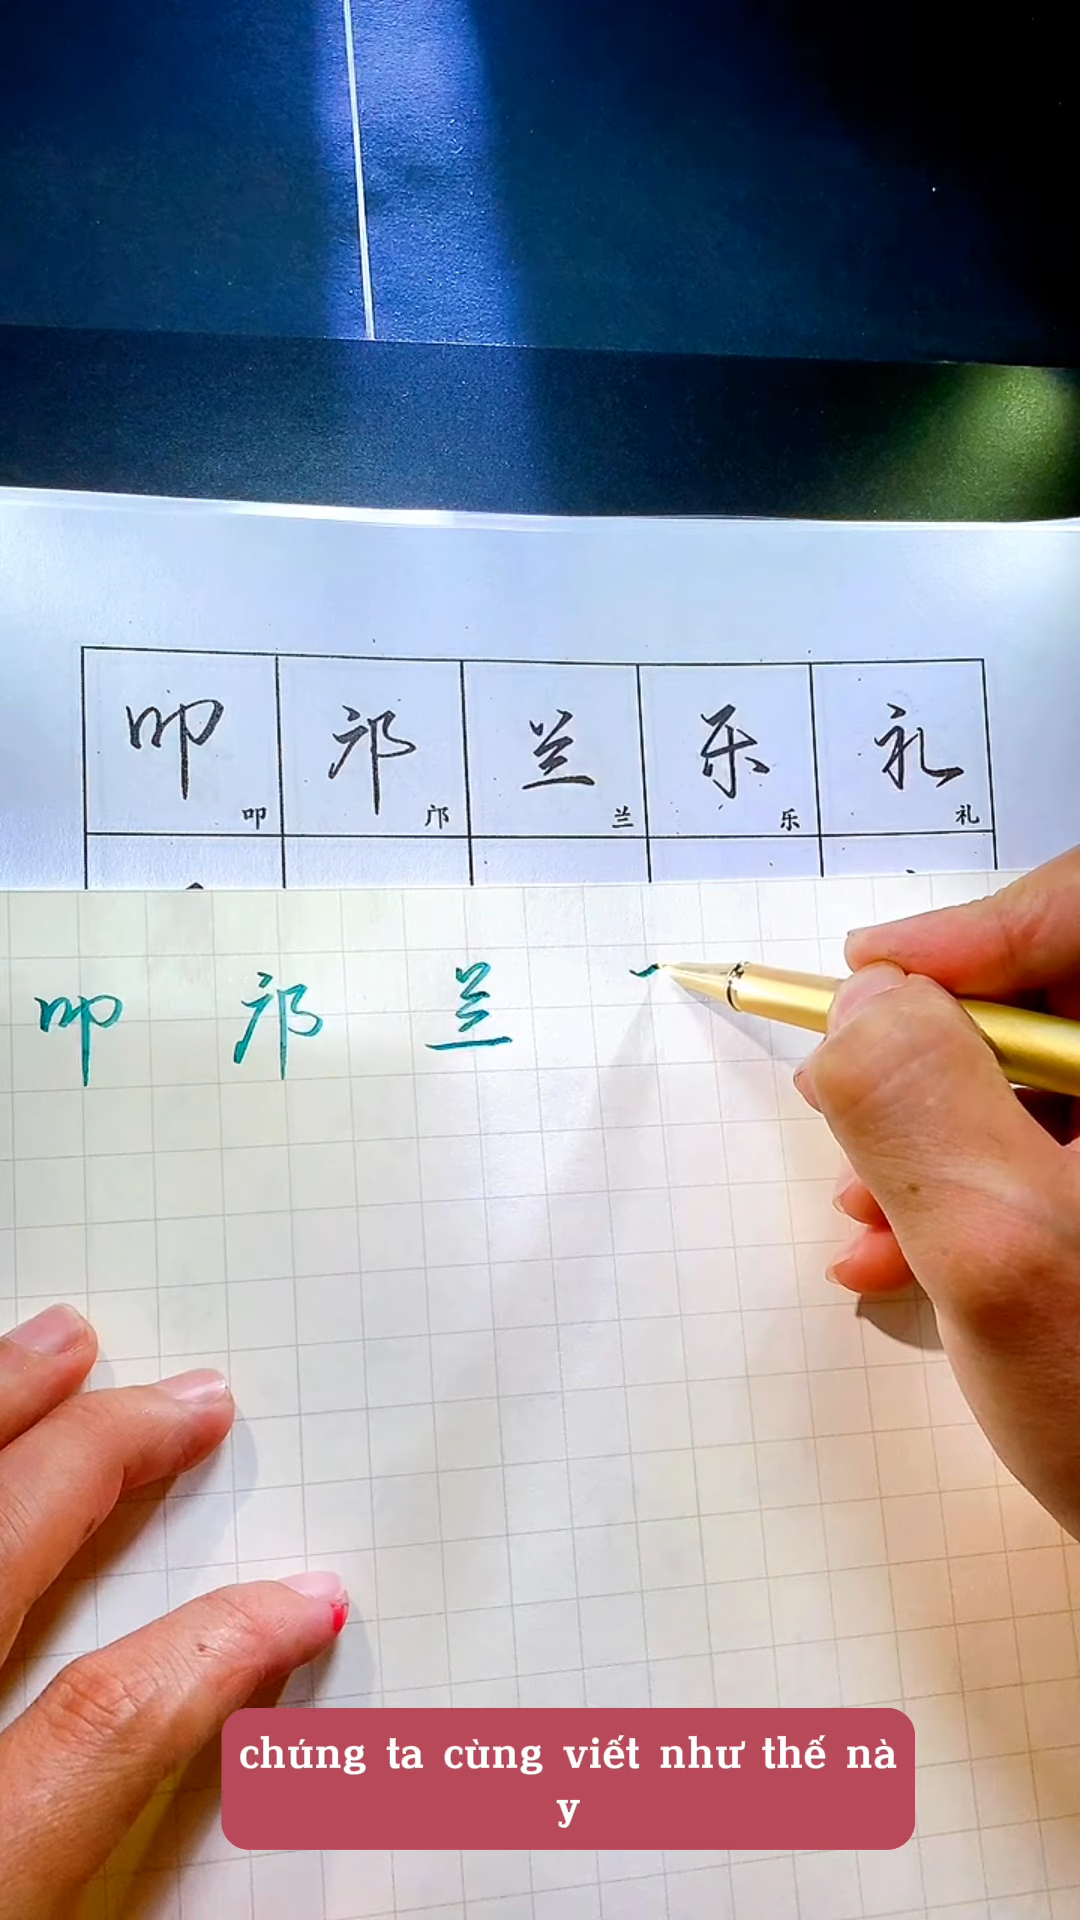 叩 邝 兰 乐 礼
叩 邝 兰 乐 礼
叩 邝 兰
chúng ta cùng viết như thế nà
y